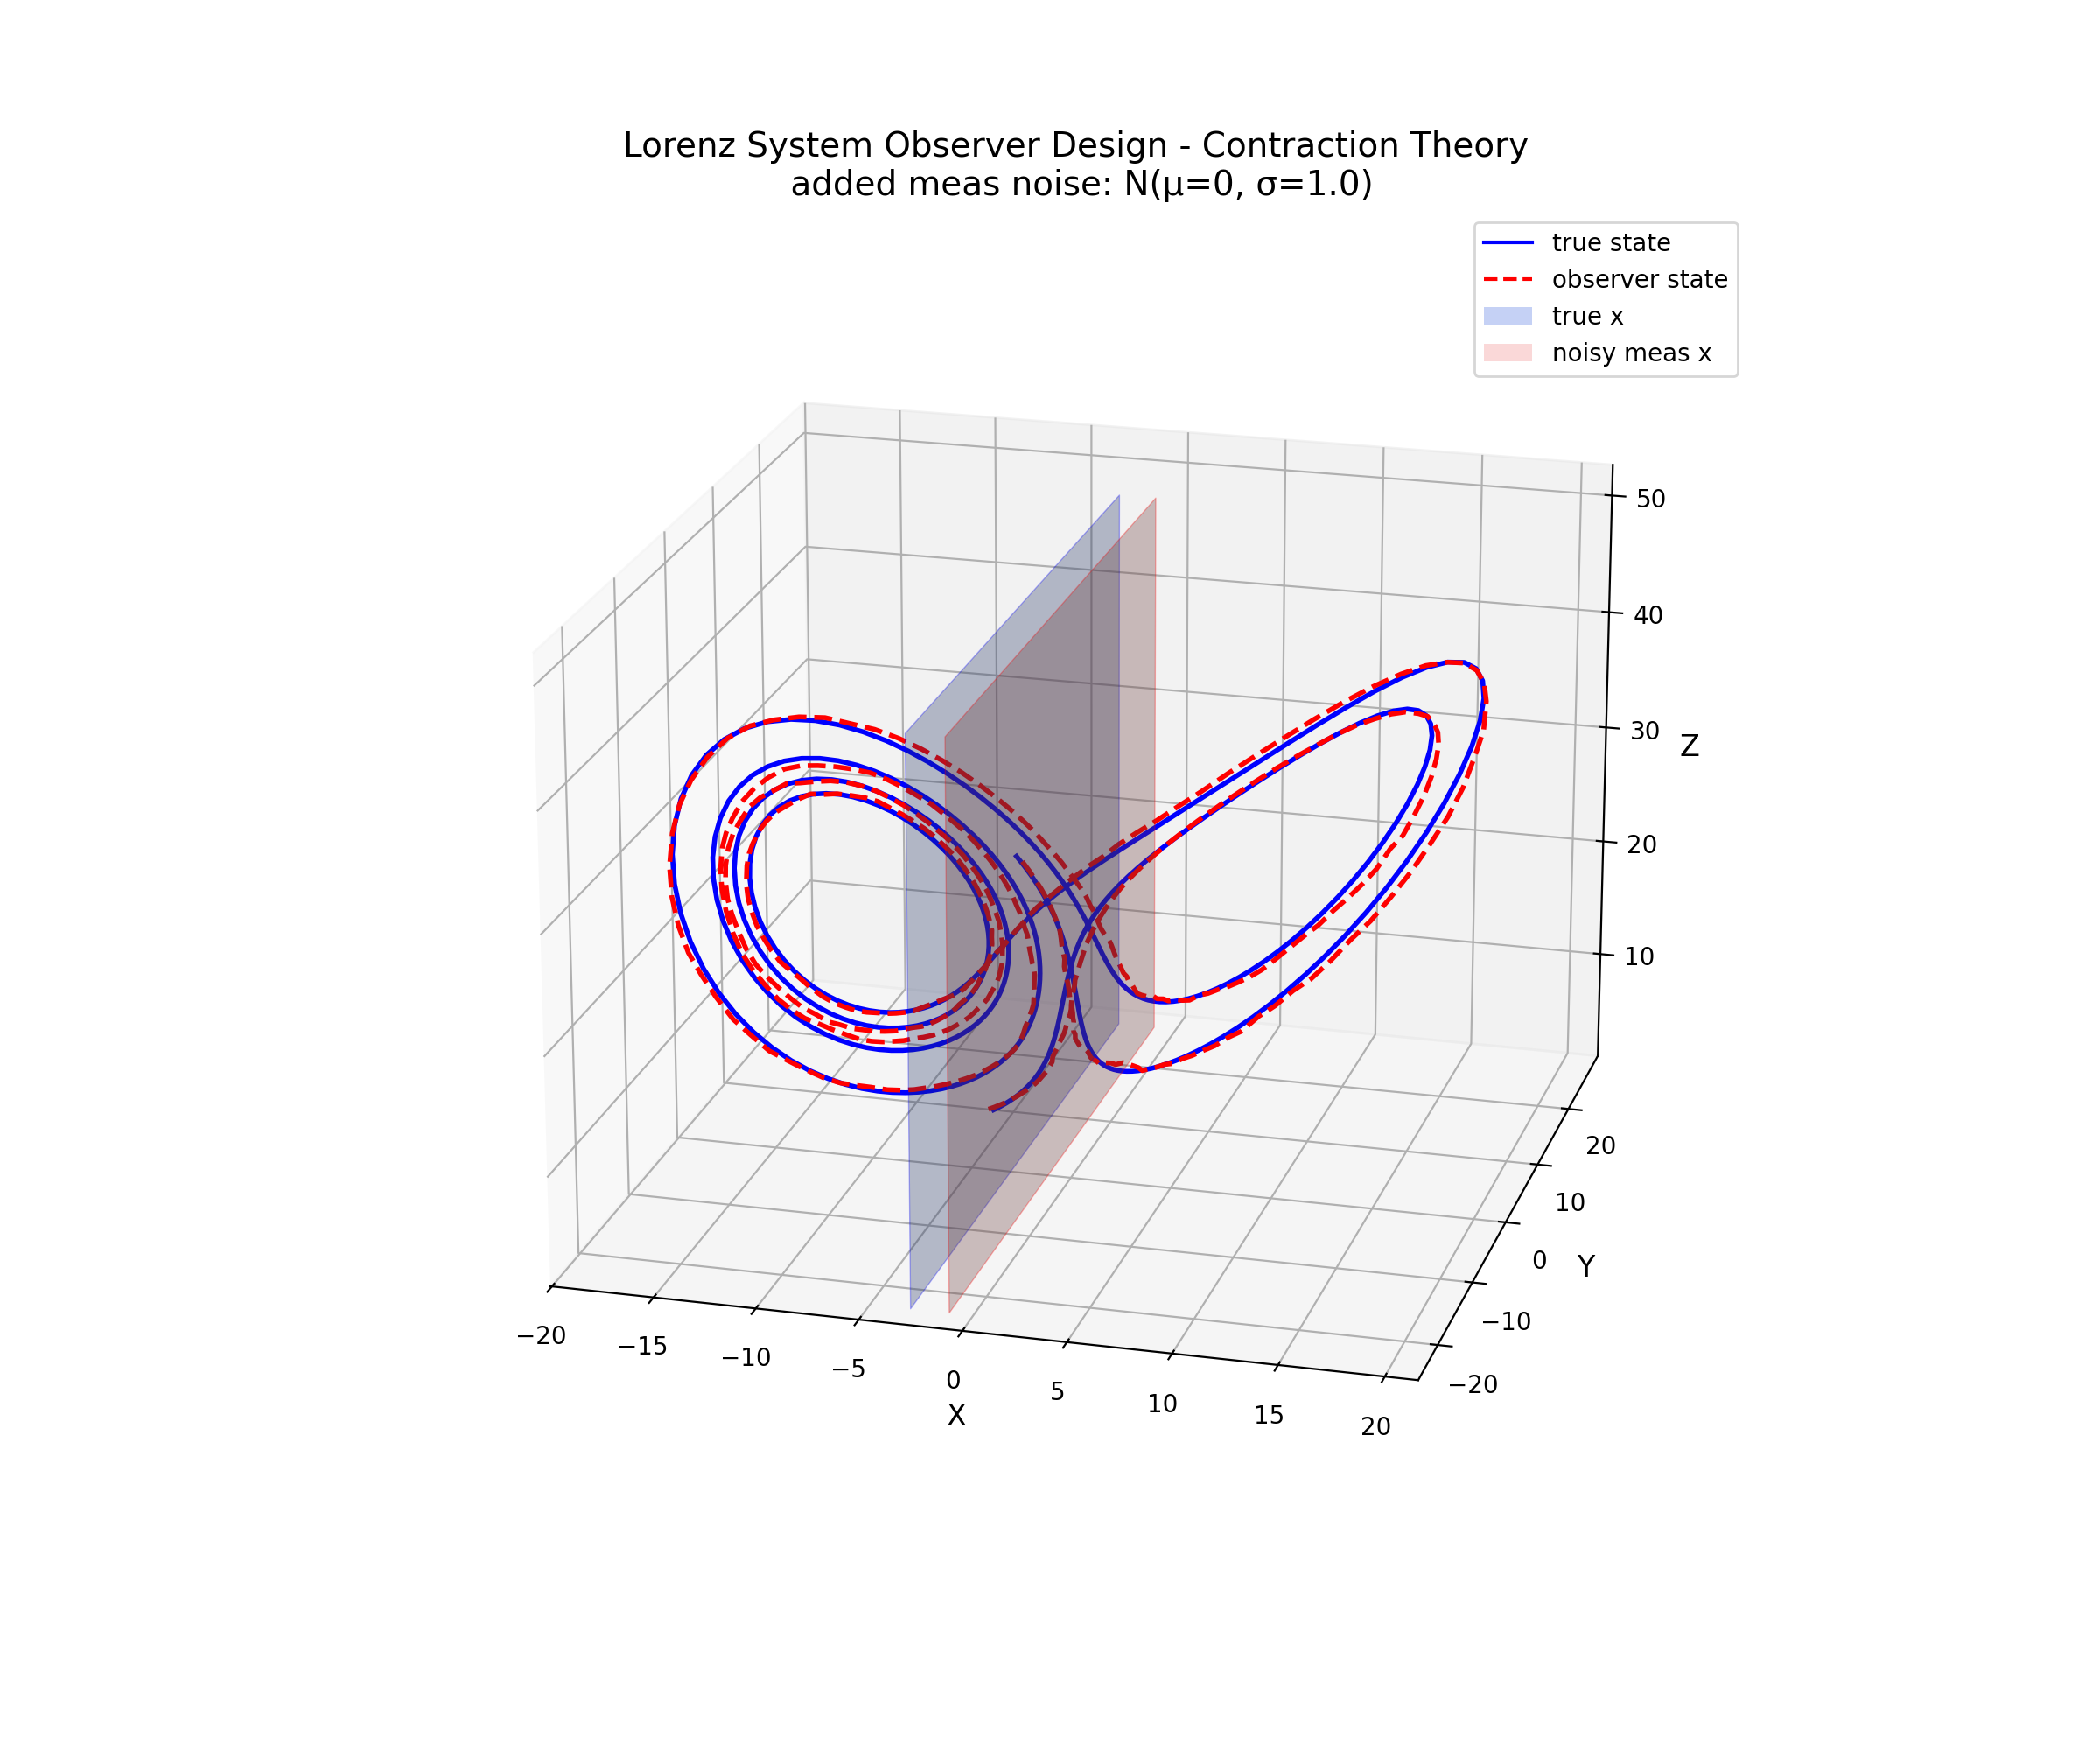 Lorenz System Observer Design - Contraction Theory
added meas noise: N(μ=0, σ=1.0)
true state
observer state
true x
noisy meas x
50
40
30
Z
20
10
20
10
0
Y
−10
−20
−20
−15
−10
−5
0
5
10
15
20
X